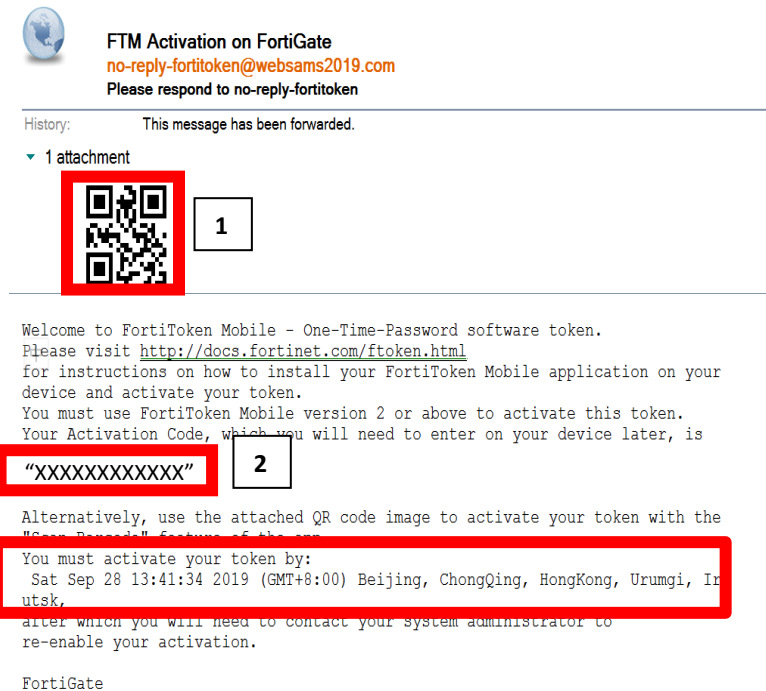 FTM Activation on FortiGate
no-reply-fortitoken@websams2019.com
Please respond to no-reply-fortitoken
History: This message has been forwarded.
1 attachment
1
Welcome to FortiToken Mobile - One-Time-Password software token.
Please visit http://docs.fortinet.com/ftoken.html
for instructions on how to install your FortiToken Mobile application on your
device and activate your token.
You must use FortiToken Mobile version 2 or above to activate this token.
Your Activation Code, which you will need to enter on your device later, is
“XXXXXXXXXXXX”
2
Alternatively, use the attached QR code image to activate your token with the
"Scan Barcode" feature of the app.
You must activate your token by:
Sat Sep 28 13:41:34 2019 (GMT+8:00) Beijing, ChongQing, HongKong, Urumgi, Ir
utsk,
after which you will need to contact your system administrator to
re-enable your activation.
FortiGate